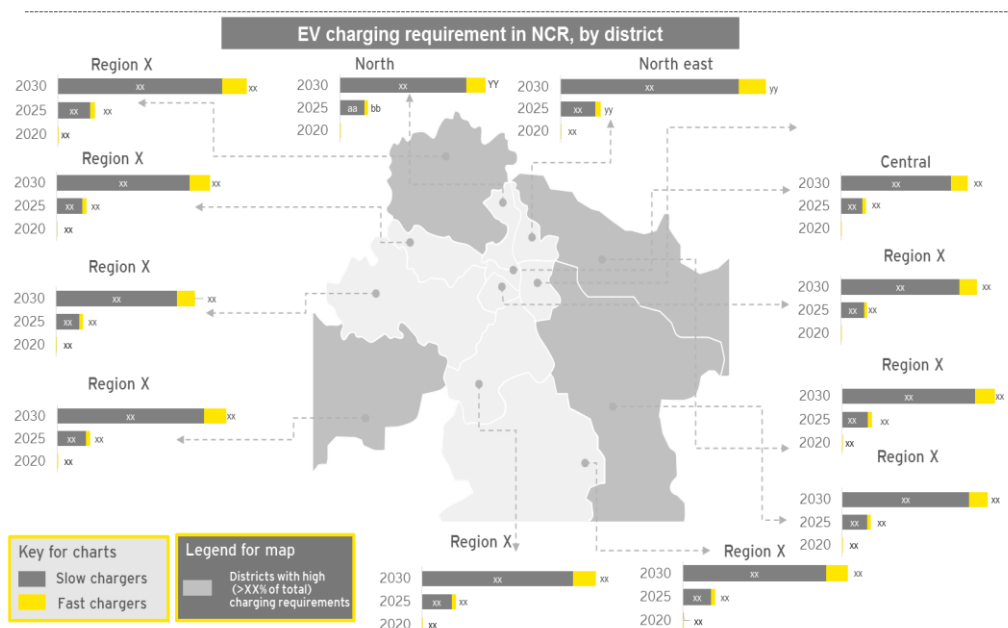 EV charging requirement in NCR, by district
Region X
2030 xx xx
2025 xx xx
2020 xx
North
2030 xx YY
2025 aa bb
2020
North east
2030 xx yy
2025 xx yy
2020 xx
Region X
2030 xx xx
2025 xx xx
2020 xx
Central
2030 xx xx
2025 xx xx
2020
Region X
2030 xx xx
2025 xx xx
2020 xx
Region X
2030 xx xx
2025 xx xx
2020
Region X
2030 xx xx
2025 xx xx
2020 xx
Region X
2030 xx xx
2025 xx xx
2020 xx
Region X
2030 xx xx
2025 xx xx
2020 xx
Region X
2030 xx xx
2025 xx xx
2020 xx
Region X
2030 xx xx
2025 xx xx
2020 xx
Key for charts
Slow chargers
Fast chargers
Legend for map
Districts with high
(>XX% of total)
charging requirements